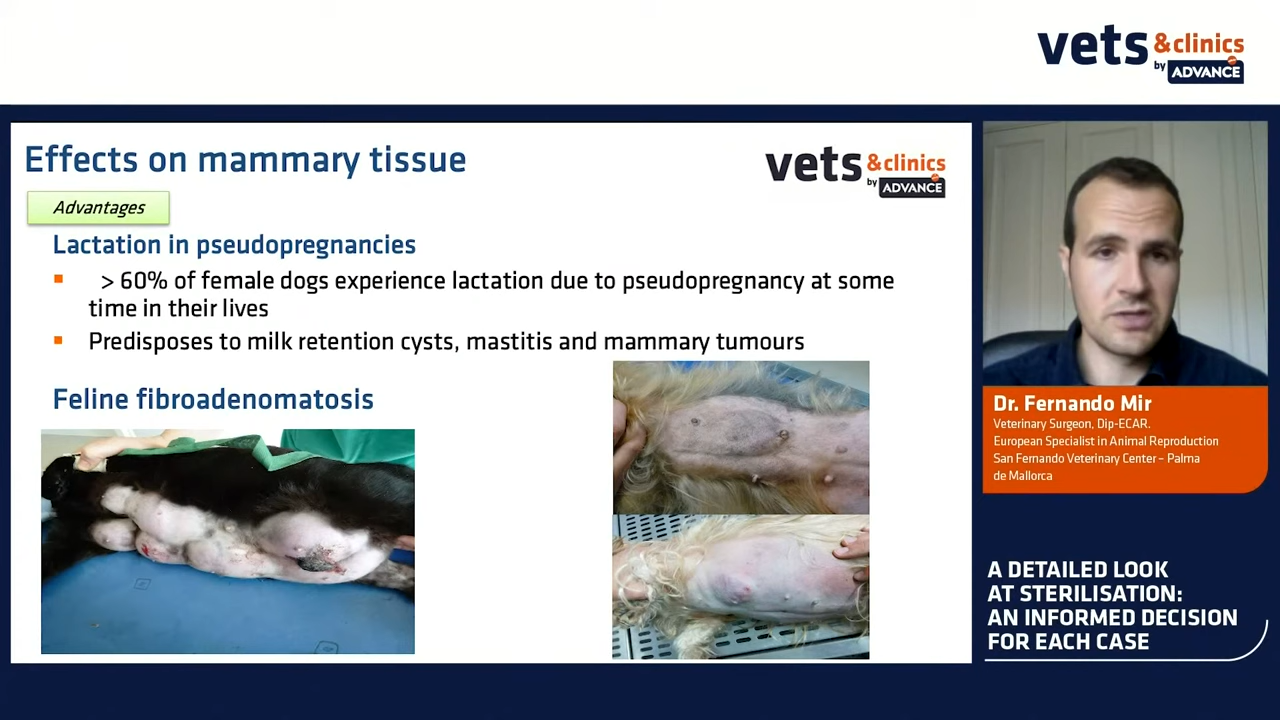 vets &clinics
by ADVANCE
Effects on mammary tissue
vets &clinics
by ADVANCE
Advantages
Lactation in pseudopregnancies
> 60% of female dogs experience lactation due to pseudopregnancy at some
time in their lives
Predisposes to milk retention cysts, mastitis and mammary tumours
Feline fibroadenomatosis
Dr. Fernando Mir
Veterinary Surgeon, Dip-ECAR.
European Specialist in Animal Reproduction
San Fernando Veterinary Center – Palma
de Mallorca
A DETAILED LOOK
AT STERILISATION:
AN INFORMED DECISION
FOR EACH CASE